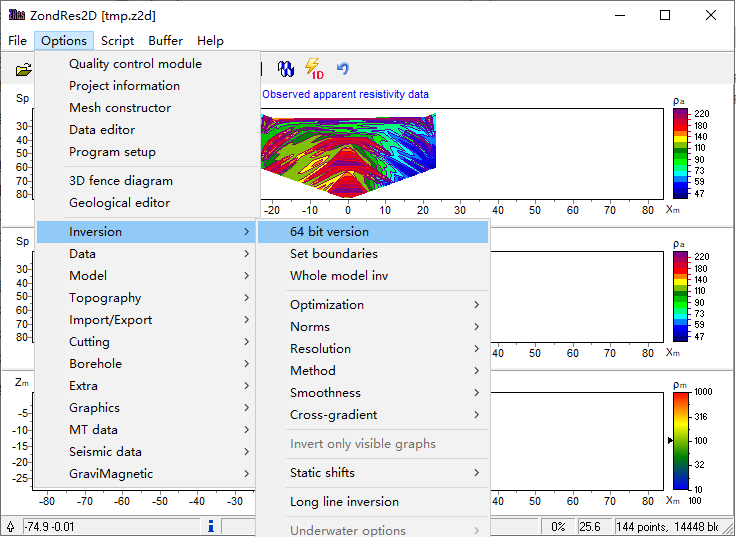 ZondRes2D [tmp.z2d]
File Options Script Buffer Help
Quality control module
Project information
Mesh constructor
Data editor
Program setup
3D fence diagram
Geological editor
Inversion
Data
Model
Topography
Import/Export
Cutting
Borehole
Extra
Graphics
MT data
Seismic data
GraviMagnetic
64 bit version
Set boundaries
Whole model inv
Optimization
Norms
Resolution
Method
Smoothness
Cross-gradient
Invert only visible graphs
Static shifts
Long line inversion
Underwater options
1D
Observed apparent resistivity data
Sp
30
40
50
60
70
80
-20 -10 0 10 20 30 40 50 60 70 80 Xm
ρa
220
140
110
90
73
59
47
Sp
30
40
50
60
70
80
40 50 60 70 80 Xm
ρa
220
140
110
90
73
59
47
Zm
-5
-10
-15
-20
-25
-80 -70 -60 -50 -40 -30
40 50 60 70 80 Xm
ρm
1000
316
100
32
10
100
-74.9 -0.01
0% 25.6 144 points, 14448 bl